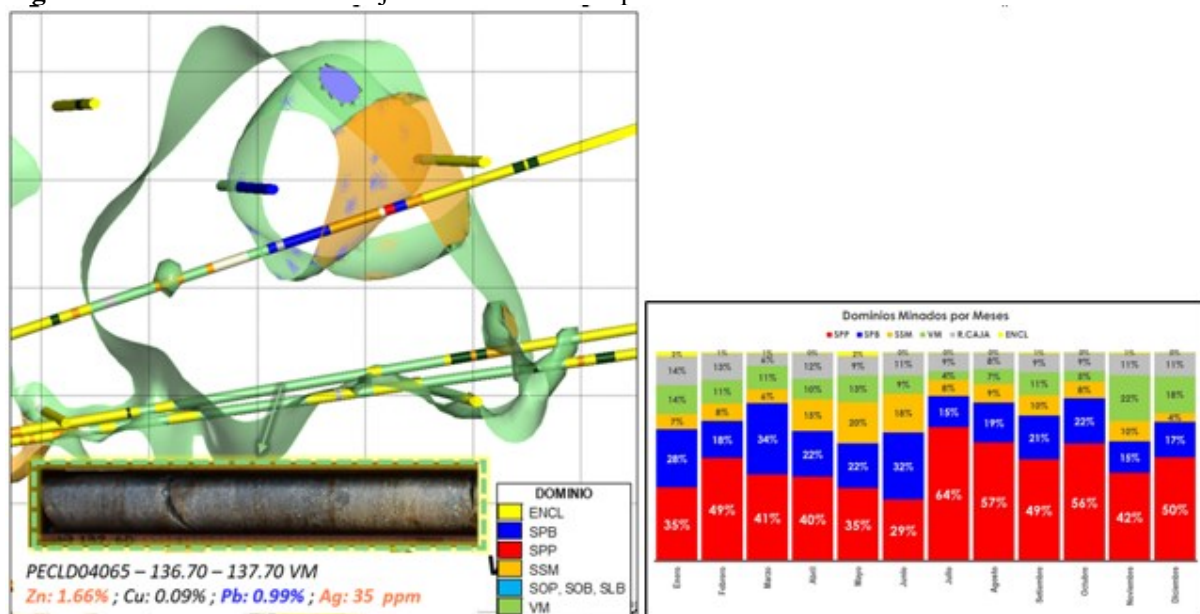 PECLD04065 – 136.70 – 137.70 VM
Zn: 1.66% ; Cu: 0.09% ; Pb: 0.99% ; Ag: 35 ppm
DOMINIO
ENCL
SPB
SPP
SSM
SOP, SOB, SLB
VM
Dominios Minados por Meses
SPP SPB SSM VM R.CAJA ENCL
14% 13% 6% 12% 9% 11% 9% 8% 9% 9% 11% 11%
14% 11% 11% 10% 13% 9% 4% 7% 11% 22% 18%
7% 8% 6% 15% 20% 18% 8% 9% 10% 8% 10% 4%
28% 18% 34% 22% 22% 32% 15% 19% 21% 22% 15% 17%
35% 49% 41% 40% 35% 29% 64% 57% 49% 56% 42% 50%
Enero Febrero Marzo Abril Mayo Junio Julio Agosto Setiembre Octubre Noviembre Diciembre